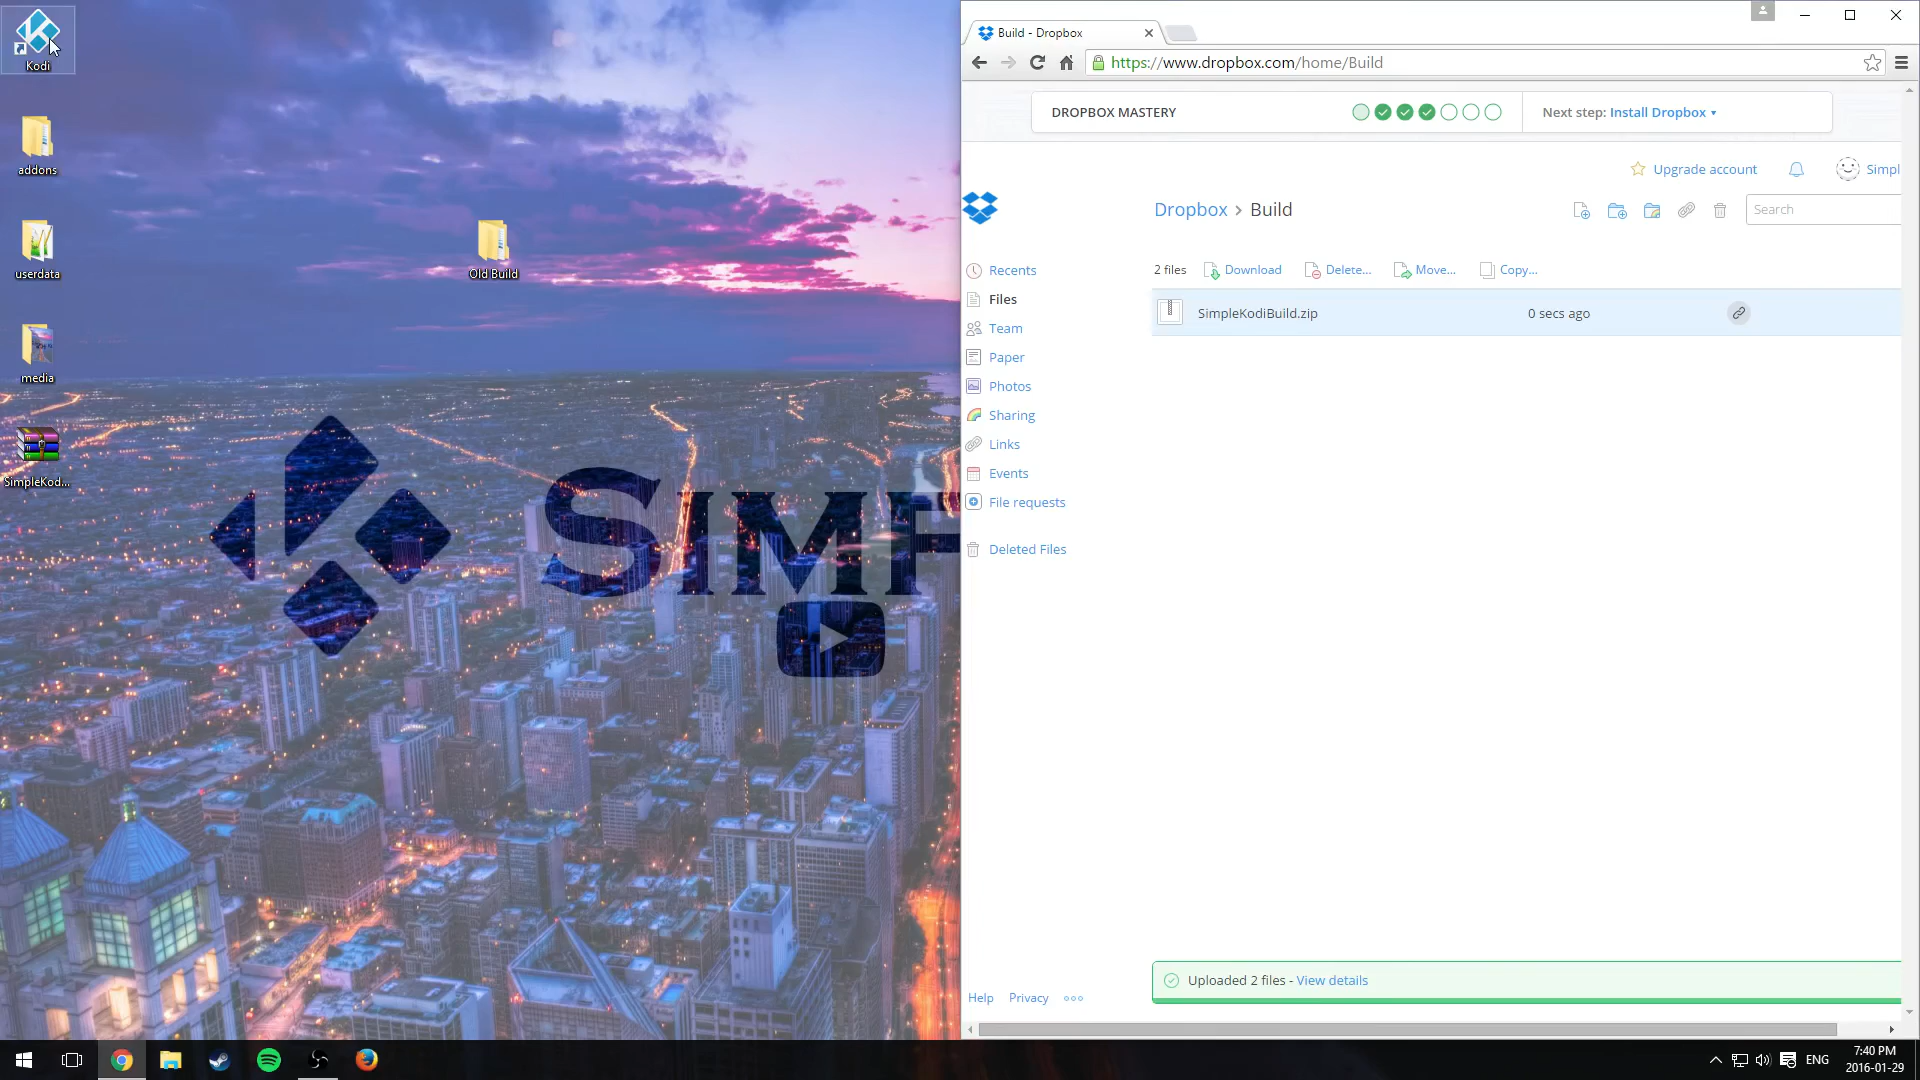 Kodi
addons
userdata
media
SimpleKod...
Old Build
SIMP
Build - Dropbox
https://www.dropbox.com/home/Build
DROPBOX MASTERY
Next step: Install Dropbox
Upgrade account
Simpl
Dropbox › Build
Search
Recents
Files
Team
Paper
Photos
Sharing
Links
Events
File requests
Deleted Files
2 files
Download
Delete...
Move...
Copy...
SimpleKodiBuild.zip
0 secs ago
Uploaded 2 files - View details
Help
Privacy
ENG
7:40 PM
2016-01-29